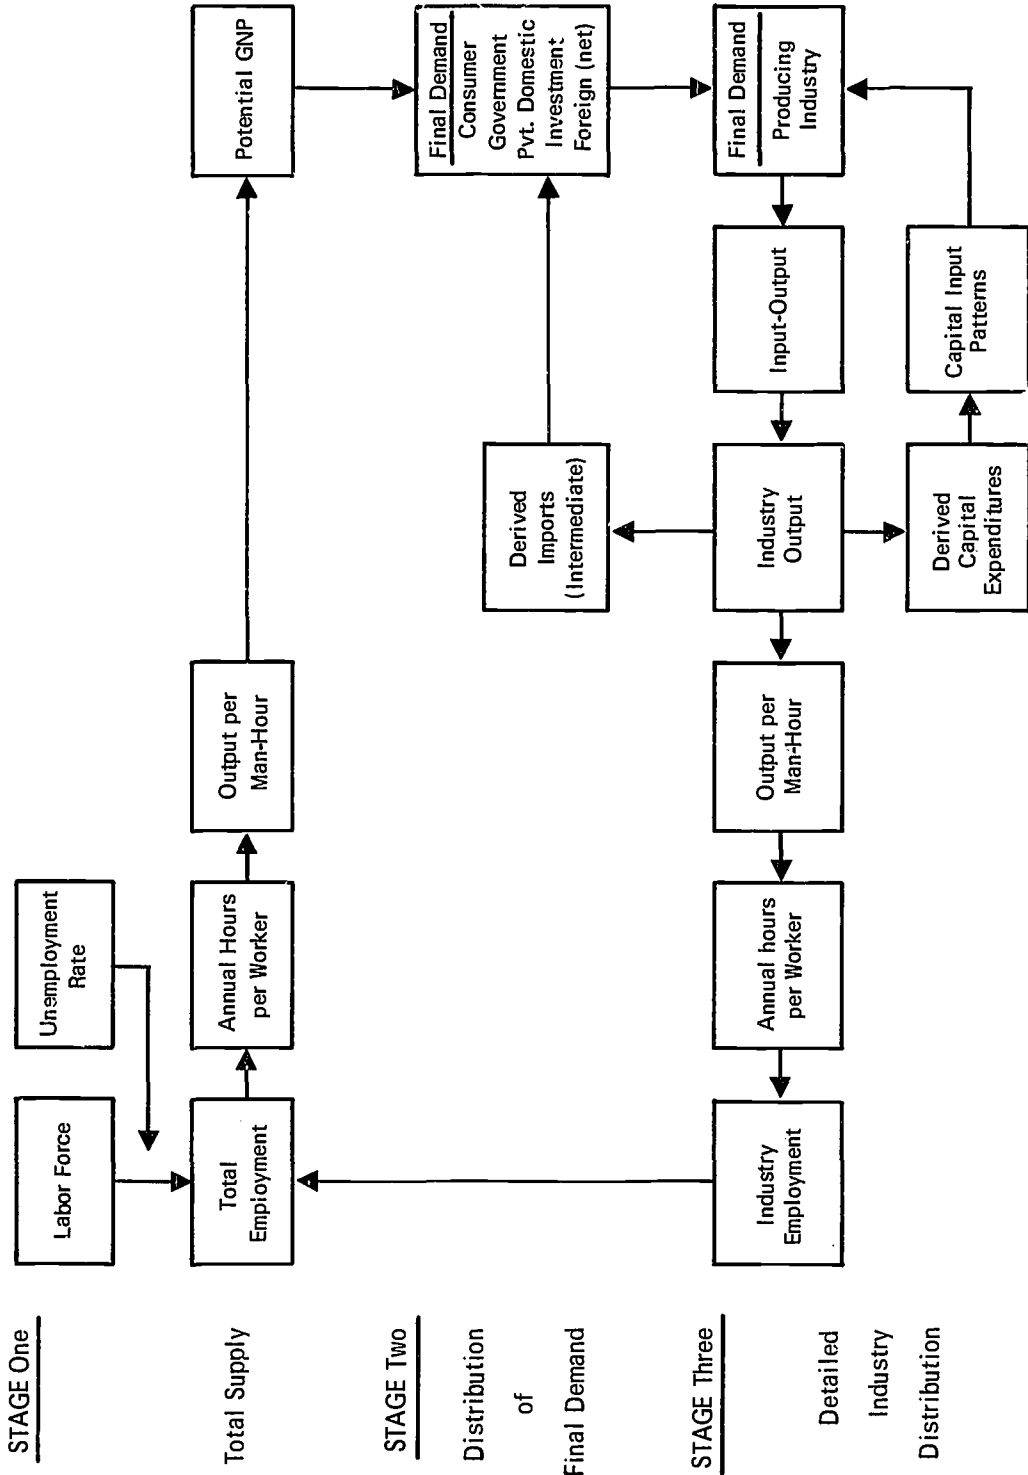 STAGE One
Labor Force
Unemployment
Rate
Total Supply
Total
Employment
Annual Hours
per Worker
Output per
Man-Hour
Potential GNP
STAGE Two
Distribution
of
Final Demand
Derived
Imports
(Intermediate)
Final Demand
Consumer
Government
Pvt. Domestic
Investment
Foreign (net)
STAGE Three
Detailed
Industry
Distribution
Industry
Employment
Annual hours
per Worker
Output per
Man-Hour
Industry
Output
Input-Output
Final Demand
Producing
Industry
Derived
Capital
Expenditures
Capital Input
Patterns